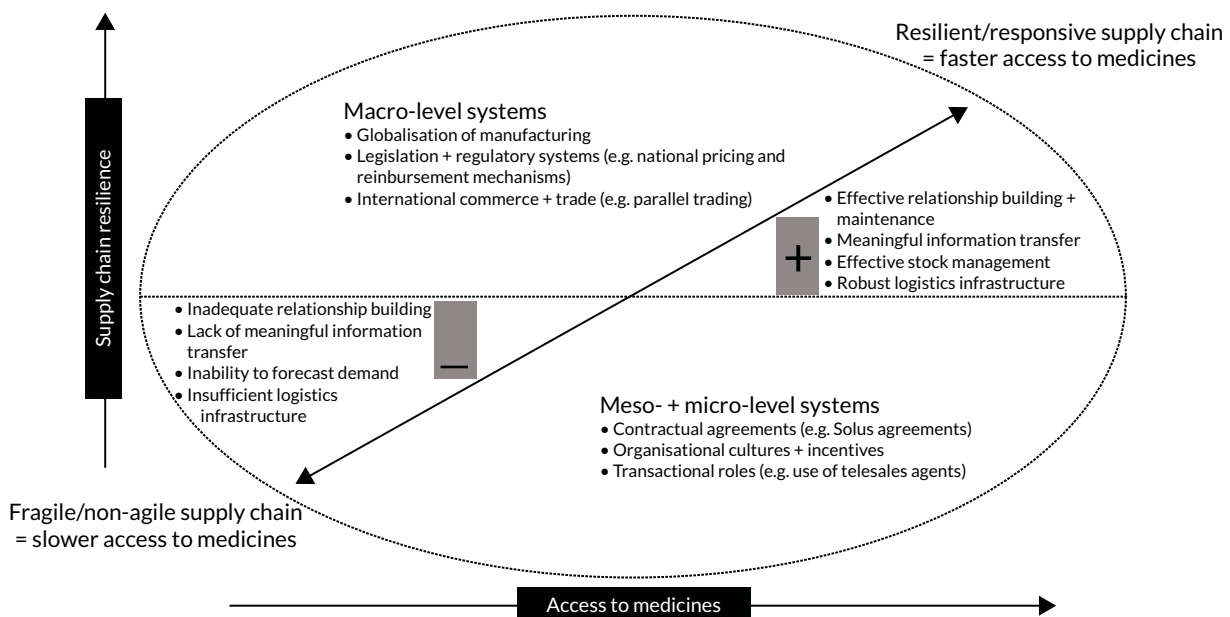 Resilient/responsive supply chain
= faster access to medicines
Supply chain resilience
Macro-level systems
• Globalisation of manufacturing
• Legislation + regulatory systems (e.g. national pricing and
reimbursement mechanisms)
• International commerce + trade (e.g. parallel trading)
+
• Effective relationship building +
maintenance
• Meaningful information transfer
• Effective stock management
• Robust logistics infrastructure
• Inadequate relationship building
• Lack of meaningful information
transfer
• Inability to forecast demand
• Insufficient logistics
infrastructure
–
Meso- + micro-level systems
• Contractual agreements (e.g. Solus agreements)
• Organisational cultures + incentives
• Transactional roles (e.g. use of telesales agents)
Fragile/non-agile supply chain
= slower access to medicines
Access to medicines